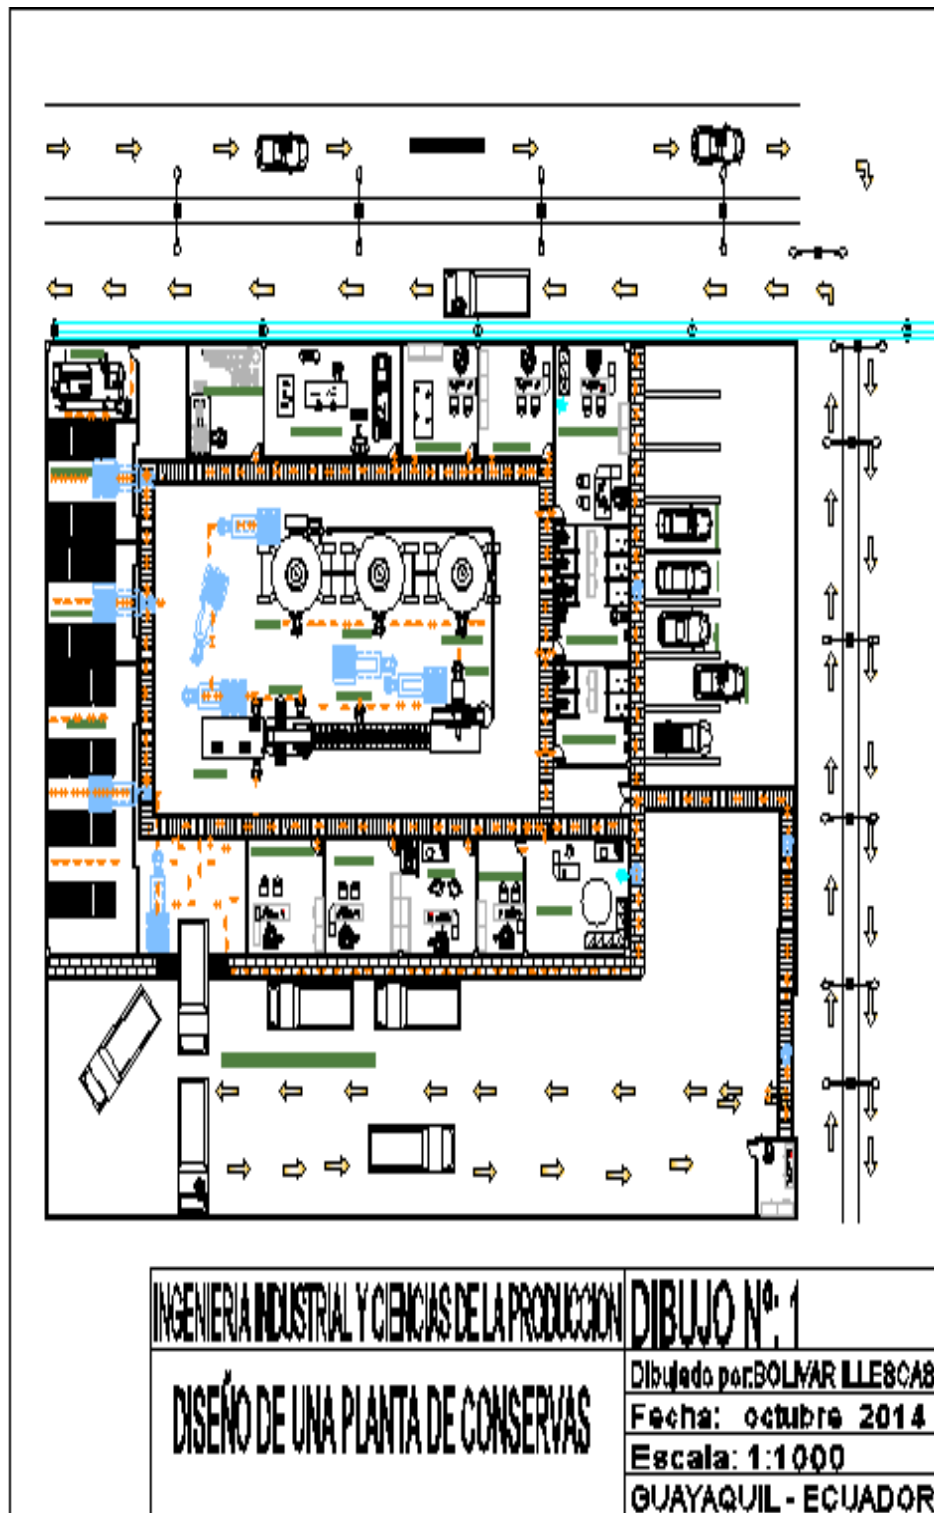 INGENIERIA INDUSTRIAL Y CIENCIAS DE LA PRODUCCION
DIBUJO Nº: 1
DISEÑO DE UNA PLANTA DE CONSERVAS
Dibujado por:BOLIVAR ILLESCAS
Fecha: octubre 2014
Escala: 1:1000
GUAYAQUIL - ECUADOR